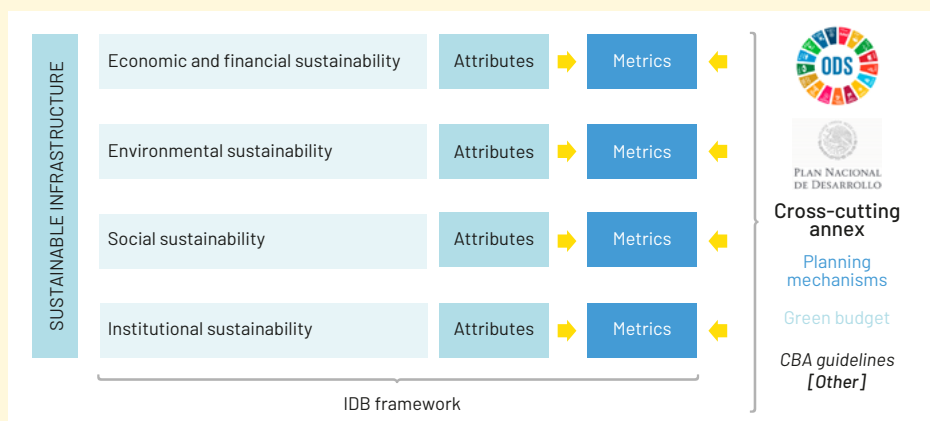 SUSTAINABLE INFRASTRUCTURE
Economic and financial sustainability
Attributes
Metrics
Environmental sustainability
Attributes
Metrics
Social sustainability
Attributes
Metrics
Institutional sustainability
Attributes
Metrics
IDB framework
ODS
PLAN NACIONAL
DE DESARROLLO
Cross-cutting
annex
Planning
mechanisms
Green budget
CBA guidelines
[Other]